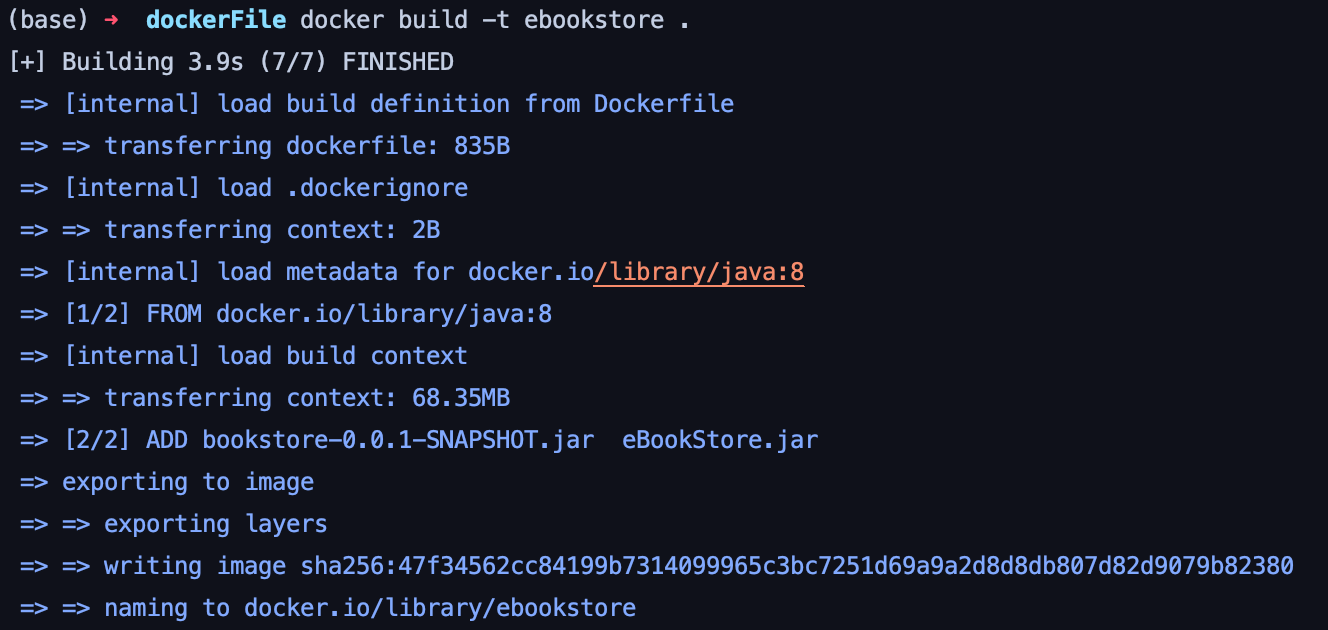 (base) ➜  dockerFile docker build -t ebookstore .
[+] Building 3.9s (7/7) FINISHED
 => [internal] load build definition from Dockerfile
 => => transferring dockerfile: 835B
 => [internal] load .dockerignore
 => => transferring context: 2B
 => [internal] load metadata for docker.io/library/java:8
 => [1/2] FROM docker.io/library/java:8
 => [internal] load build context
 => => transferring context: 68.35MB
 => [2/2] ADD bookstore-0.0.1-SNAPSHOT.jar  eBookStore.jar
 => exporting to image
 => => exporting layers
 => => writing image sha256:47f34562cc84199b7314099965c3bc7251d69a9a2d8d8db807d82d9079b82380
 => => naming to docker.io/library/ebookstore